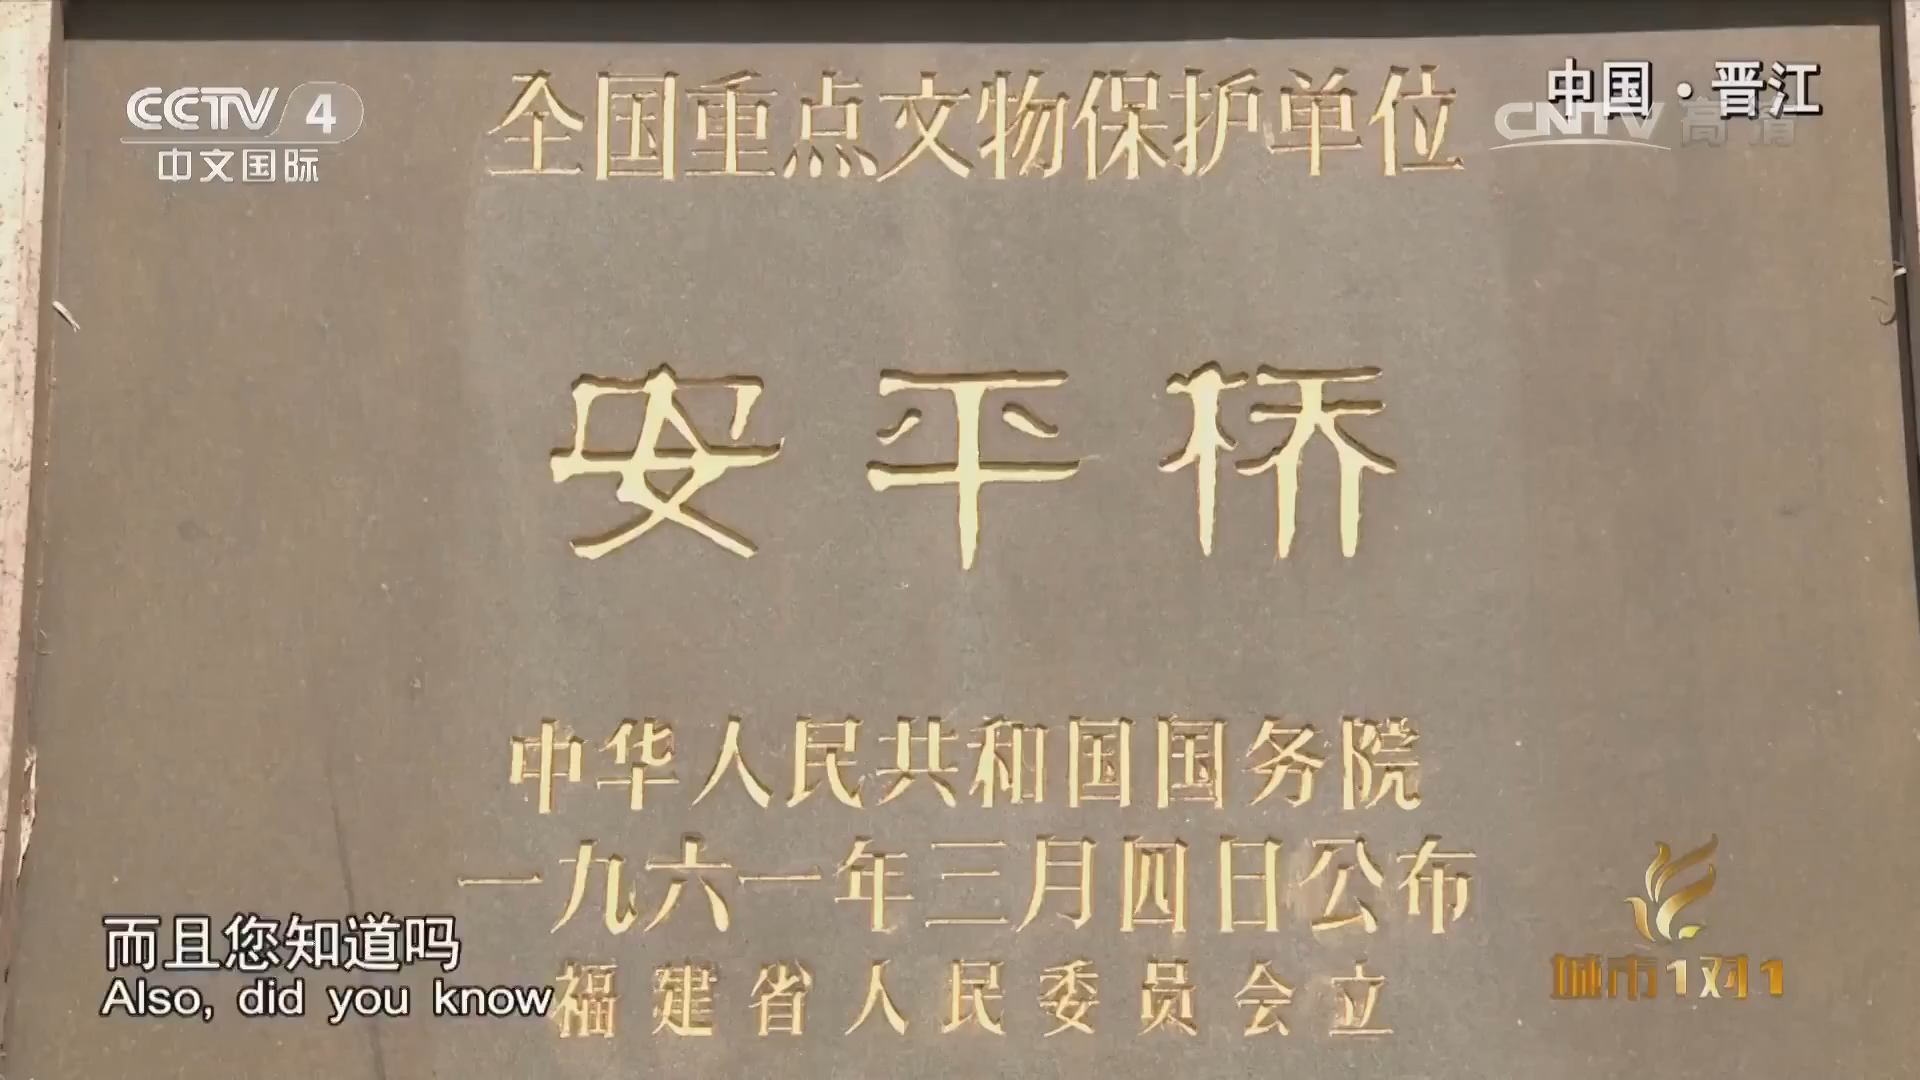 CCTV 4
中文国际
中国·晋江
CNTV 高清
全国重点文物保护单位
安平桥
中华人民共和国国务院
一九六一年三月四日公布
福建省人民委员会立
而且您知道吗
Also, did you know
城市1对1